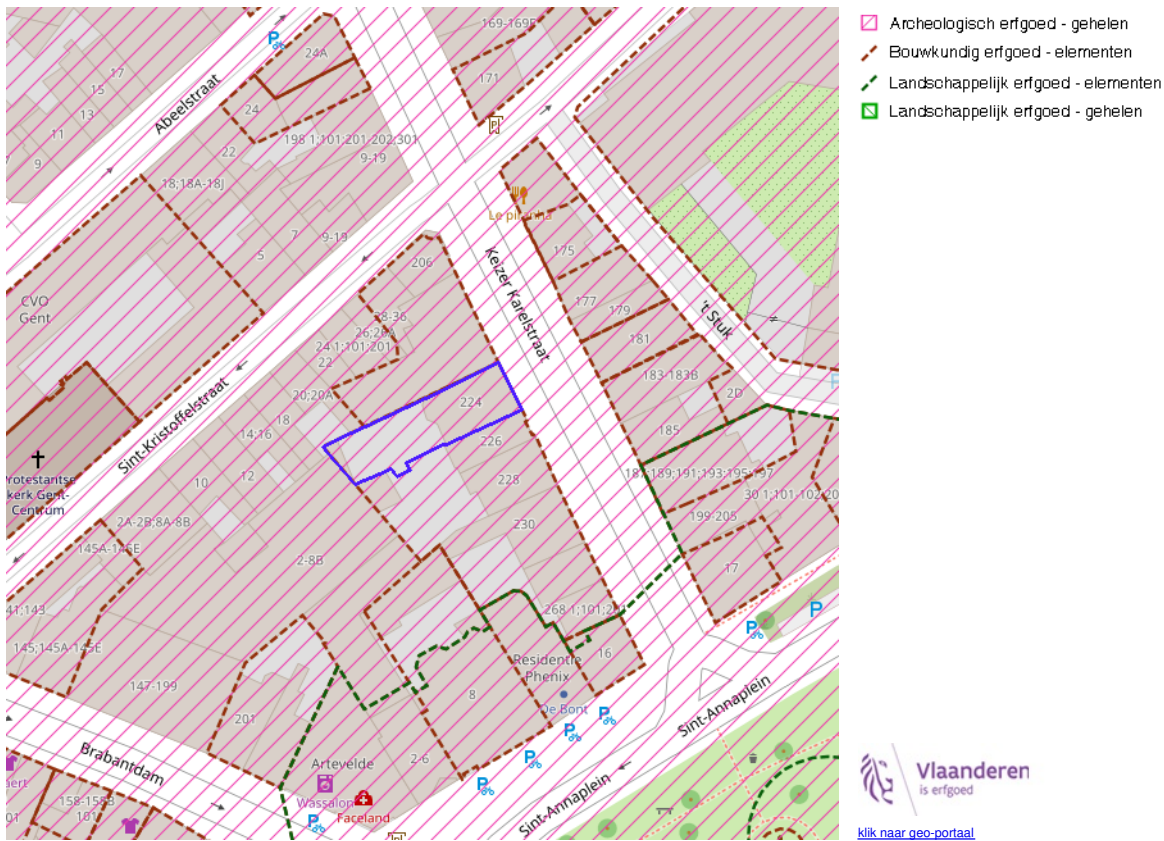 Archeologisch erfgoed - gehelen
Bouwkundig erfgoed - elementen
Landschappelijk erfgoed - elementen
Landschappelijk erfgoed - gehelen
169-169B
24A
171
17
15
13
11
9
Abeelstraat
24
22
198 1;101;201 202;301
9-19
18;18A-18J
Le piranha
7
9-19
5
206
175
Keizer Karelstraat
't Stuk
177
179
181
CVO
Gent
28-36
26;26A
24 1;101;201
22
20;20A
183-183B
2D
224
Sint-Kristoffelstraat
18
14;16
12
10
226
228
230
185
187;189;191;193;195;197
30 1;101-102;20
199-205
17
Protestantse
kerk Gent-
Centrum
2A-2B;8A-8B
145A-145E
2-8B
41;143
145;145A-145E
147-199
268 1;101;2
16
Residentie
Phenix
De Bont
8
P
201
Sint-Annaplein
Brabantdam
Artevelde
2-6
Wassalon
Faceland
158-158B
101
aert
01
Sint-Annaplein
Vlaanderen
is erfgoed
klik naar geo-portaal